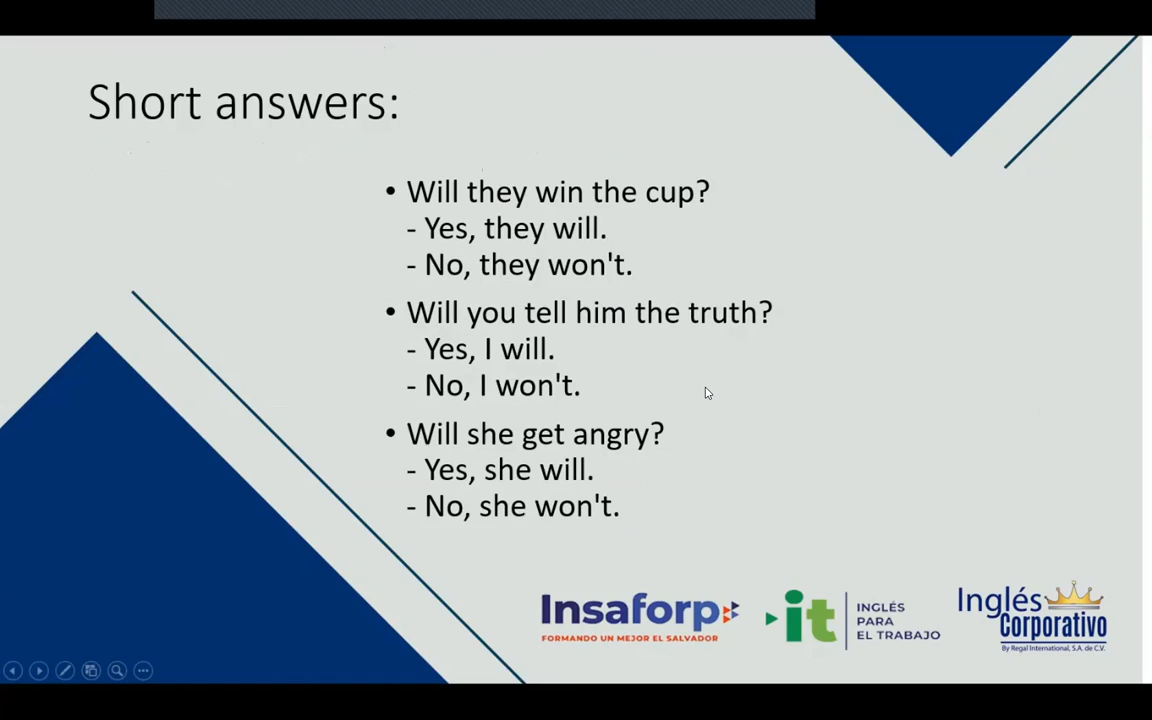 Short answers:
• Will they win the cup?
- Yes, they will.
- No, they won't.
• Will you tell him the truth?
- Yes, I will.
- No, I won't.
• Will she get angry?
- Yes, she will.
- No, she won't.
Insaforp
FORMANDO UN MEJOR EL SALVADOR
it
INGLÉS
PARA
EL TRABAJO
Inglés
Corporativo
By Regal International, S.A. de C.V.